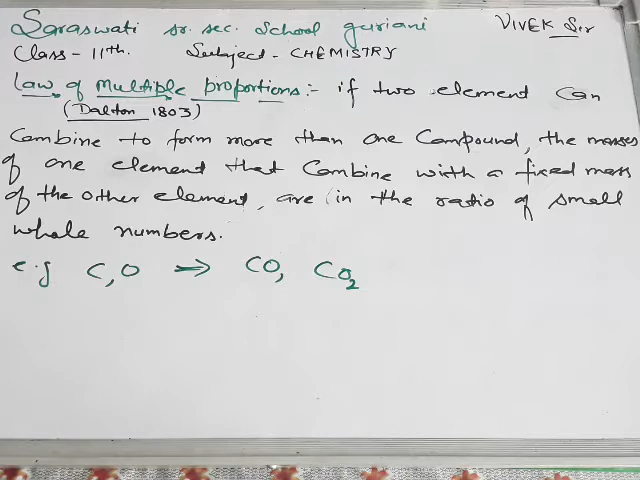 Saraswati sr. sec. School guriani
VIVEK Sir
Class - 11th. Subject - CHEMISTRY
Law of Multiple proportions :- if two element can
(Dalton 1803)
Combine to form more than one Compound, the masses
of one element that Combine with a fixed mass
of the other element, are in the ratio of small
whole numbers.
e.g C, O ⇒ CO, CO2